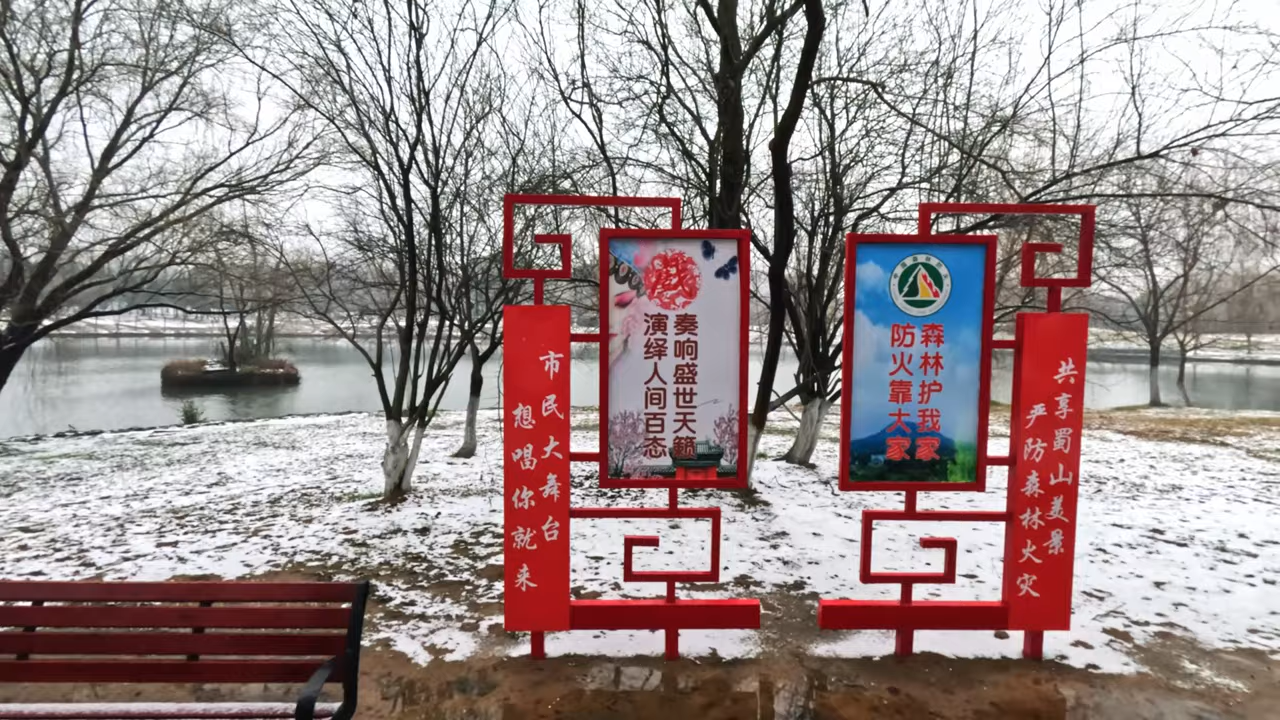 市民大舞台
想唱你就来
奏响盛世天籁
演绎人间百态
森林护我家
防火靠大家
共享蜀山美景
严防森林火灾